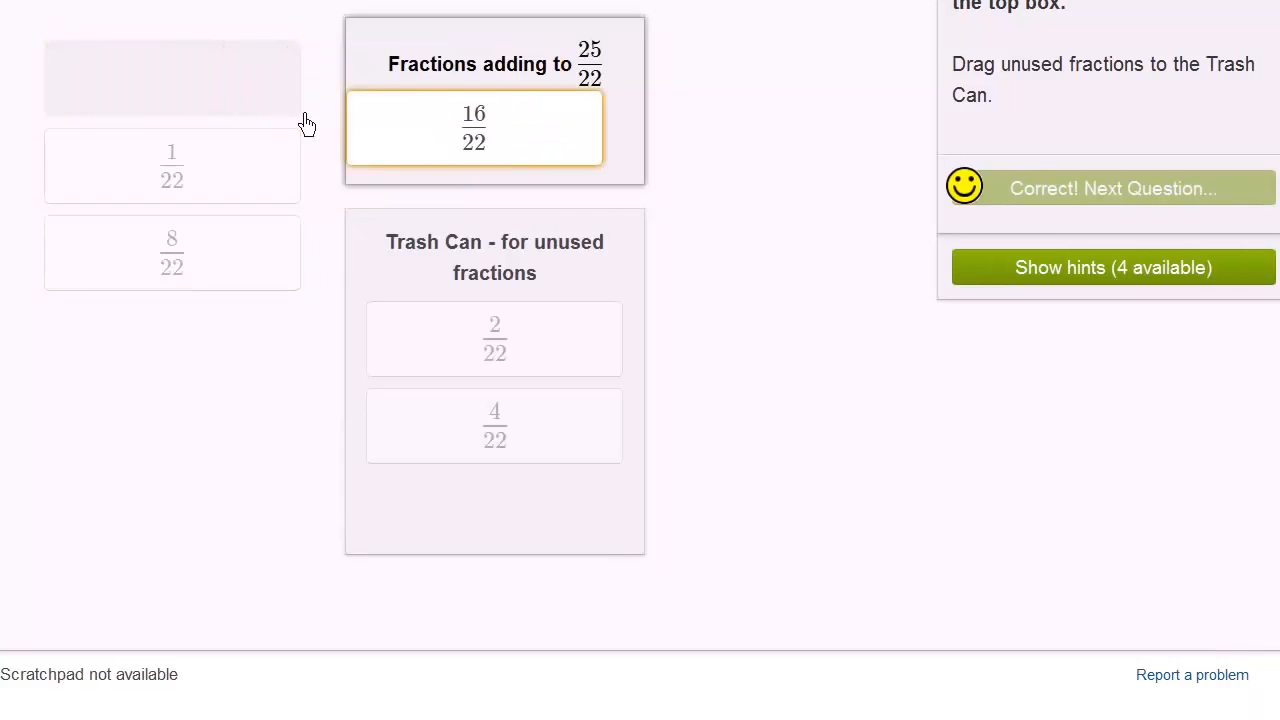 the top box.
Drag unused fractions to the Trash
Can.
Correct! Next Question...
Show hints (4 available)
Fractions adding to 25/22
16/22
1/22
8/22
Trash Can - for unused
fractions
2/22
4/22
Scratchpad not available
Report a problem